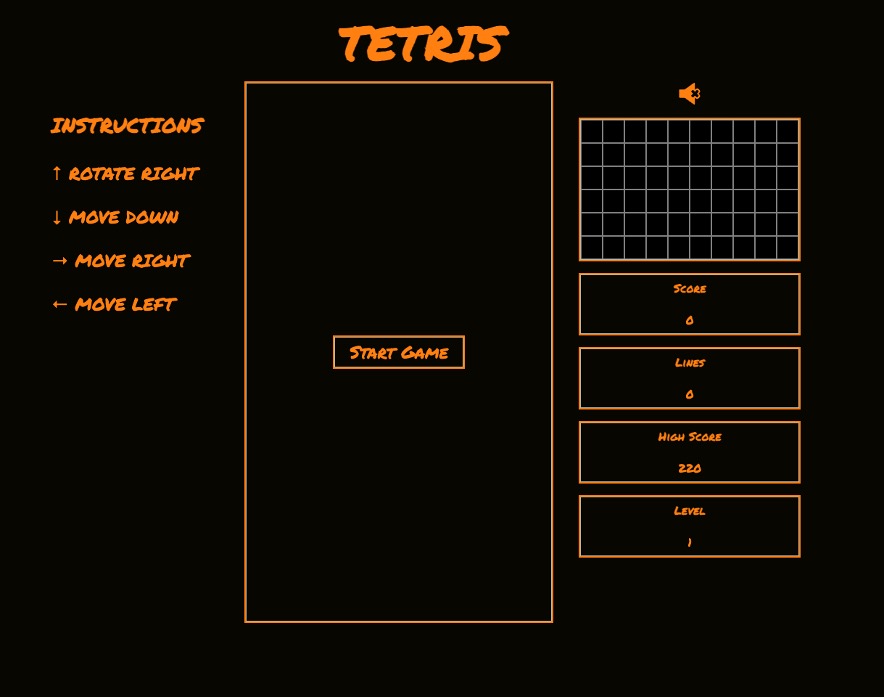 TETRIS
INSTRUCTIONS
↑ ROTATE RIGHT
↓ MOVE DOWN
→ MOVE RIGHT
← MOVE LEFT
START GAME
SCORE
0
LINES
0
HIGH SCORE
220
LEVEL
1